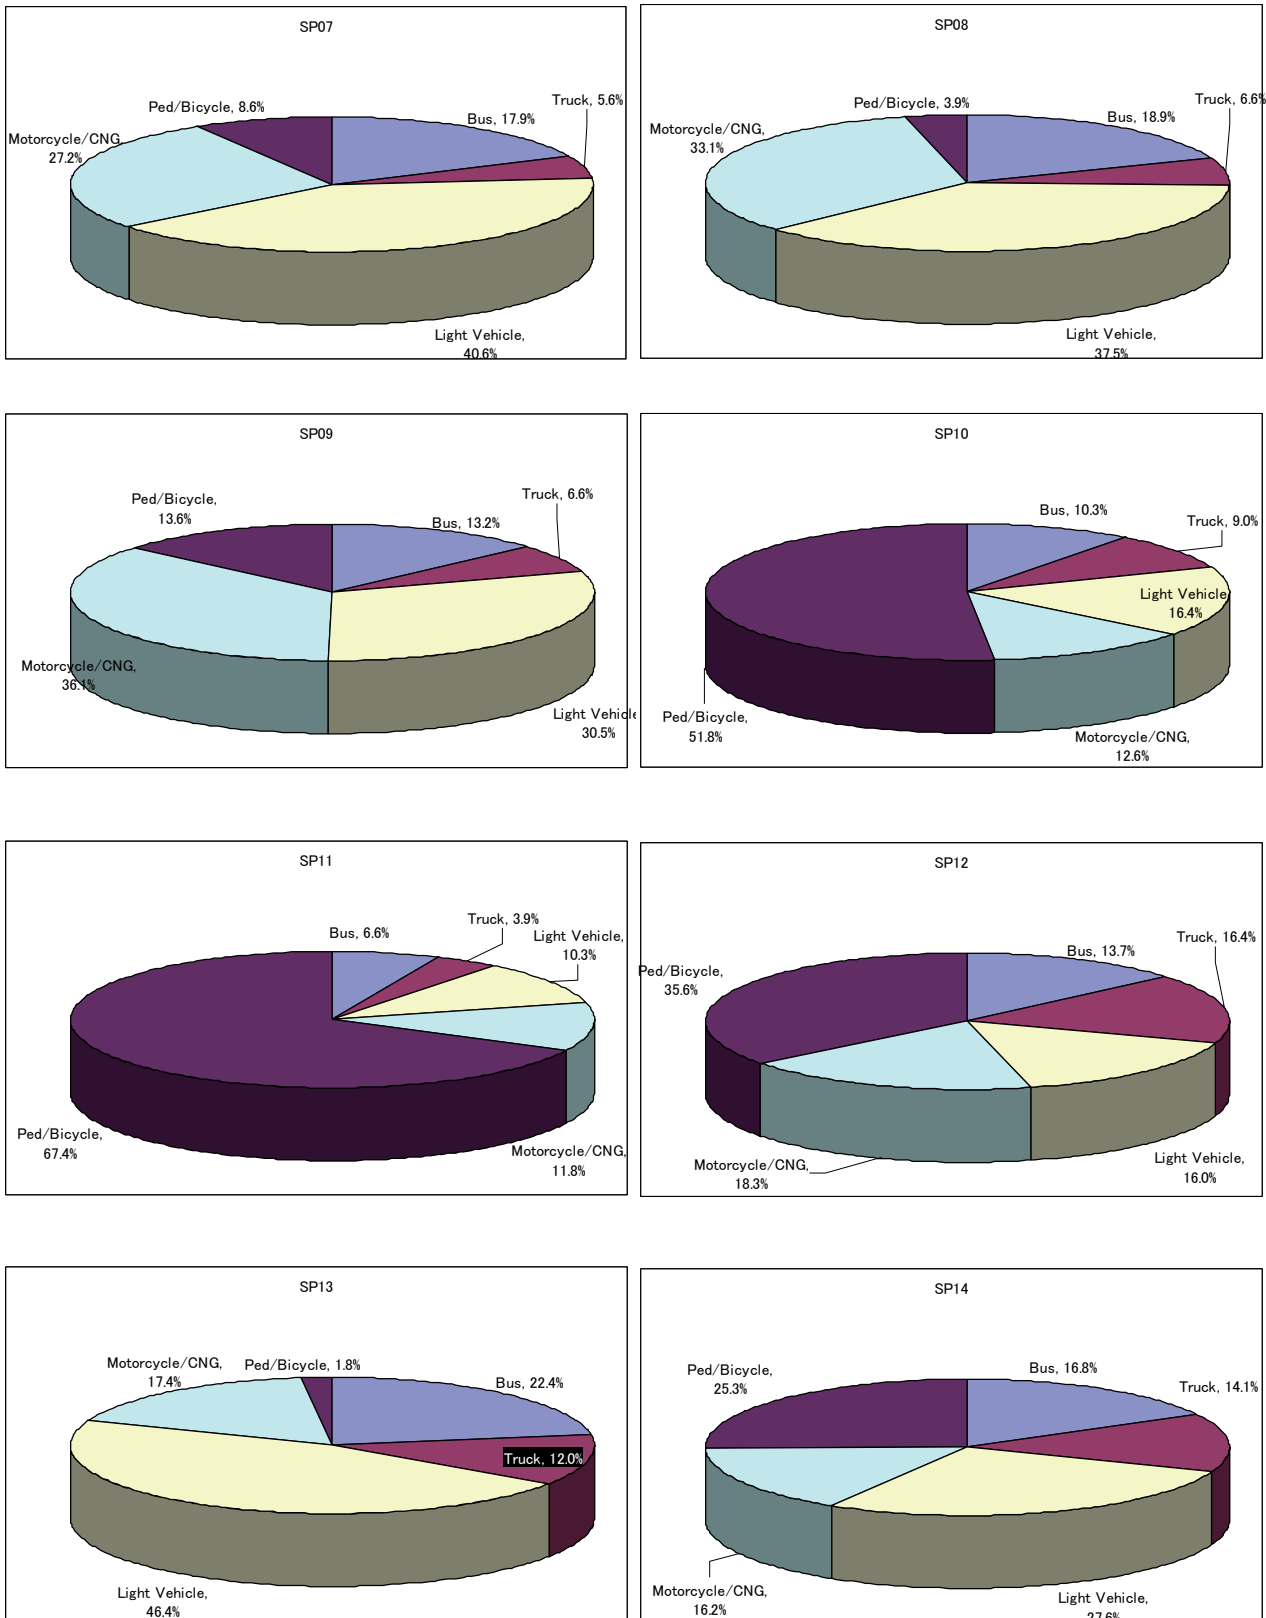 SP07
Ped/Bicycle, 8.6%
Bus, 17.9%
Truck, 5.6%
Motorcycle/CNG,
27.2%
Light Vehicle,
40.6%
SP08
Ped/Bicycle, 3.9%
Bus, 18.9%
Truck, 6.6%
Motorcycle/CNG,
33.1%
Light Vehicle,
37.5%
SP09
Ped/Bicycle,
13.6%
Bus, 13.2%
Truck, 6.6%
Motorcycle/CNG,
36.1%
Light Vehicle
30.5%
SP10
Bus, 10.3%
Truck, 9.0%
Light Vehicle
16.4%
Ped/Bicycle,
51.8%
Motorcycle/CNG,
12.6%
SP11
Bus, 6.6%
Truck, 3.9%
Light Vehicle,
10.3%
Ped/Bicycle,
67.4%
Motorcycle/CNG,
11.8%
SP12
Bus, 13.7%
Truck, 16.4%
Ped/Bicycle,
35.6%
Motorcycle/CNG,
18.3%
Light Vehicle,
16.0%
SP13
Motorcycle/CNG,
17.4%
Ped/Bicycle, 1.8%
Bus, 22.4%
Truck, 12.0%
Light Vehicle,
46.4%
SP14
Ped/Bicycle,
25.3%
Bus, 16.8%
Truck, 14.1%
Motorcycle/CNG,
16.2%
Light Vehicle
27.6%